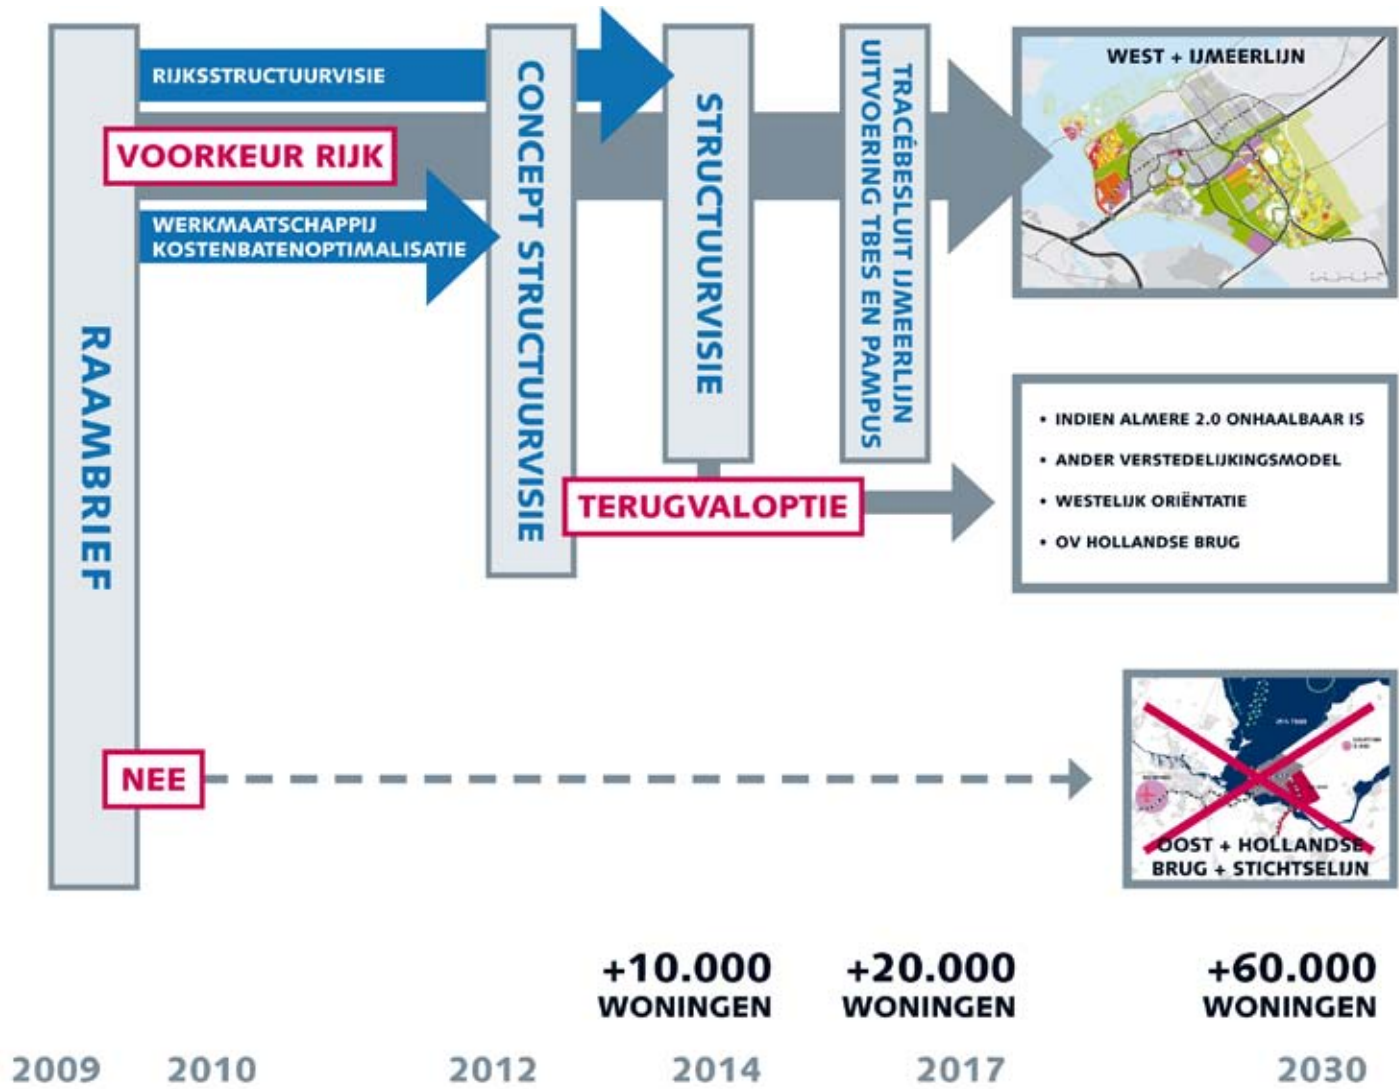 RAAMBRIEF
RIJKSSTRUCTUURVISIE
VOORKEUR RIJK
WERKMAATSCHAPPIJ
KOSTENBATENOPTIMALISATIE
CONCEPT STRUCTUURVISIE
STRUCTUURVISIE
TRACÉBESLUIT IJMEERLIJN
UITVOERING TBES EN PAMPUS
WEST + IJMEERLIJN
TERUGVALOPTIE
• INDIEN ALMERE 2.0 ONHAALBAAR IS
• ANDER VERSTEDELIJKINGSMODEL
• WESTELIJK ORIËNTATIE
• OV HOLLANDSE BRUG
NEE
OOST + HOLLANDSE
BRUG + STICHTSELIJN
+10.000
WONINGEN
+20.000
WONINGEN
+60.000
WONINGEN
2009
2010
2012
2014
2017
2030